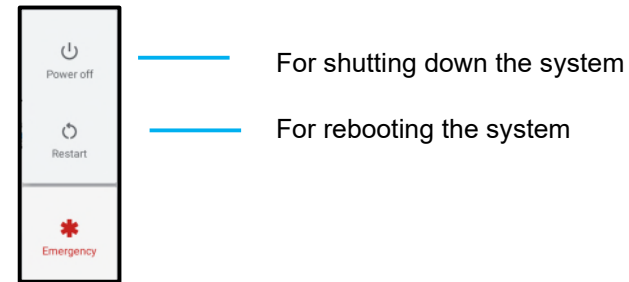 Power off
For shutting down the system
Restart
For rebooting the system
Emergency